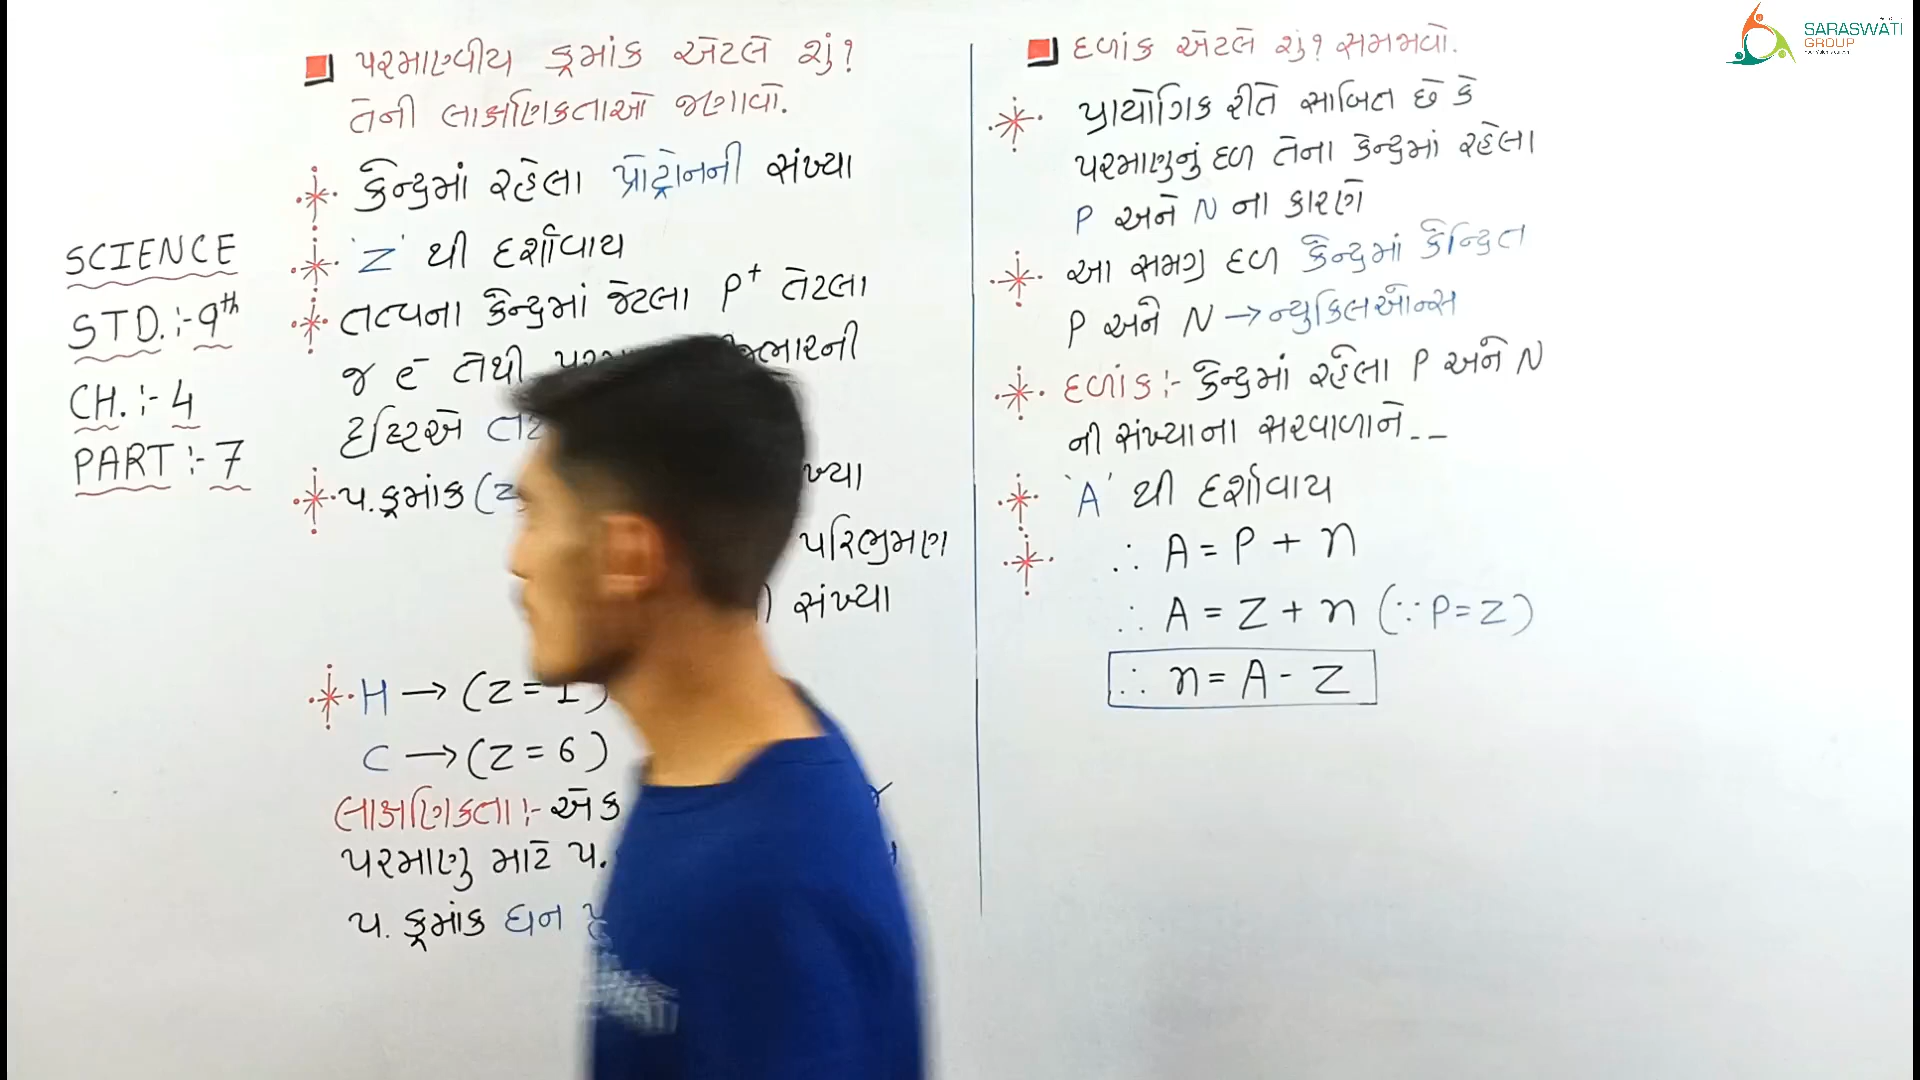 SCIENCE
STD.:-9th
CH.:-4
PART:-7
પરમાણ્વીય ક્રમાંક એટલે શું?
તેની લાક્ષણિકતાઓ જણાવો.
કેન્દ્રમાં રહેલા પ્રોટ્રોનની સંખ્યા
'Z' થી દર્શાવાય
તત્વના કેન્દ્રમાં જેટલા P+ તેટલા
જ e- તેથી
ભારની
દ્રષ્ટિએ
પ.ક્રમાંક (Z
ખ્યા
પરિભ્રમણ
સંખ્યા
H → (Z = 1)
C → (Z = 6)
લાક્ષણિકતા:- એક
પરમાણુ માટે પ.
પ. ક્રમાંક ધન
દળાંક એટલે શું? સમજાવો.
પ્રાયોગિક રીતે સાબિત છે કે
પરમાણુનું દળ તેના કેન્દ્રમાં રહેલા
P અને N ના કારણે
આ સમગ્ર દળ કેન્દ્રમાં કેન્દ્રિત
P અને N → ન્યુક્લિઓન્સ
દળાંક:- કેન્દ્રમાં રહેલા P અને N
ની સંખ્યાના સરવાળાને --
'A' થી દર્શાવાય
∴ A = P + n
∴ A = Z + n (∵ P = Z)
∴ n = A - Z
SARASWATI
GROUP